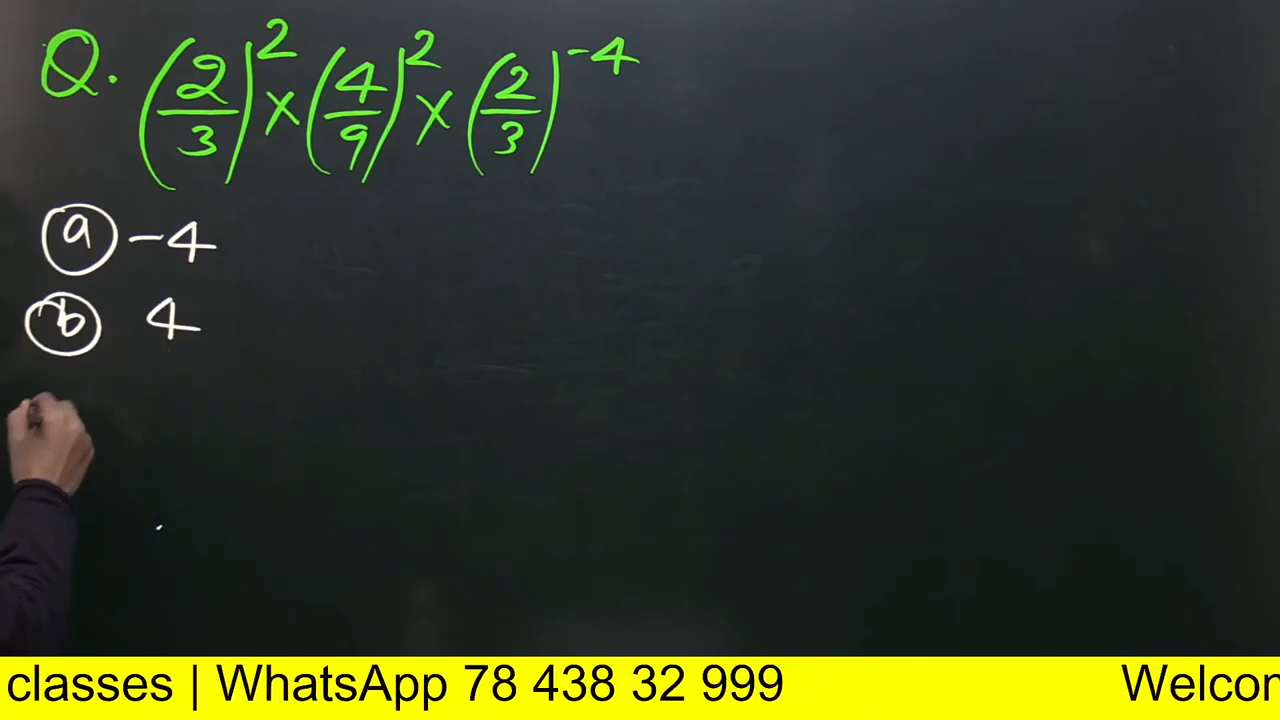 Q. (2/3)^2 × (4/9)^2 × (2/3)^-4
(a) -4
(b) 4
classes | WhatsApp 78 438 32 999 Welcon